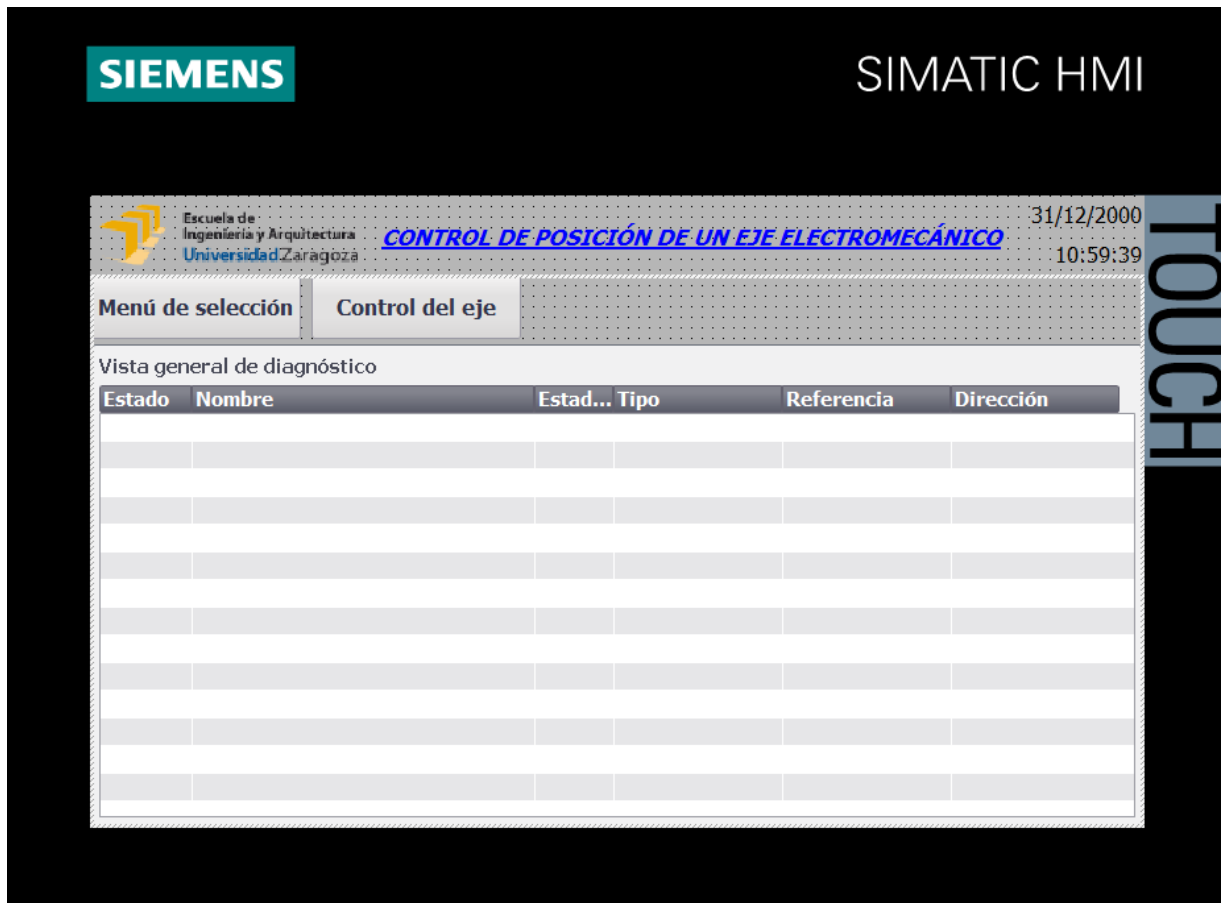 SIEMENS
SIMATIC HMI
TOUCH
Escuela de
Ingeniería y Arquitectura
Universidad Zaragoza
CONTROL DE POSICIÓN DE UN EJE ELECTROMECÁNICO
31/12/2000
10:59:39
Menú de selección
Control del eje
Vista general de diagnóstico
Estado Nombre Estad... Tipo Referencia Dirección